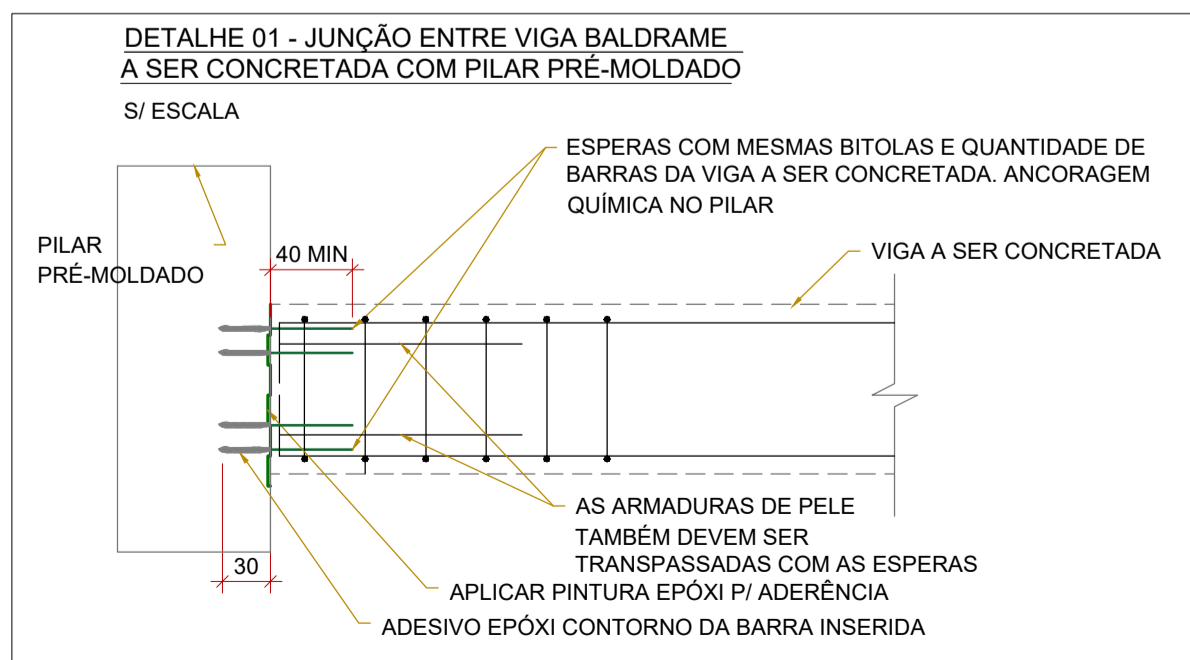 DETALHE 01 - JUNÇÃO ENTRE VIGA BALDRAME
A SER CONCRETADA COM PILAR PRÉ-MOLDADO
S/ ESCALA
ESPERAS COM MESMAS BITOLAS E QUANTIDADE DE
BARRAS DA VIGA A SER CONCRETADA. ANCORAGEM
QUÍMICA NO PILAR
PILAR
PRÉ-MOLDADO
40 MIN
VIGA A SER CONCRETADA
AS ARMADURAS DE PELE
TAMBÉM DEVEM SER
TRANSPASSADAS COM AS ESPERAS
30
APLICAR PINTURA EPÓXI P/ ADERÊNCIA
ADESIVO EPÓXI CONTORNO DA BARRA INSERIDA